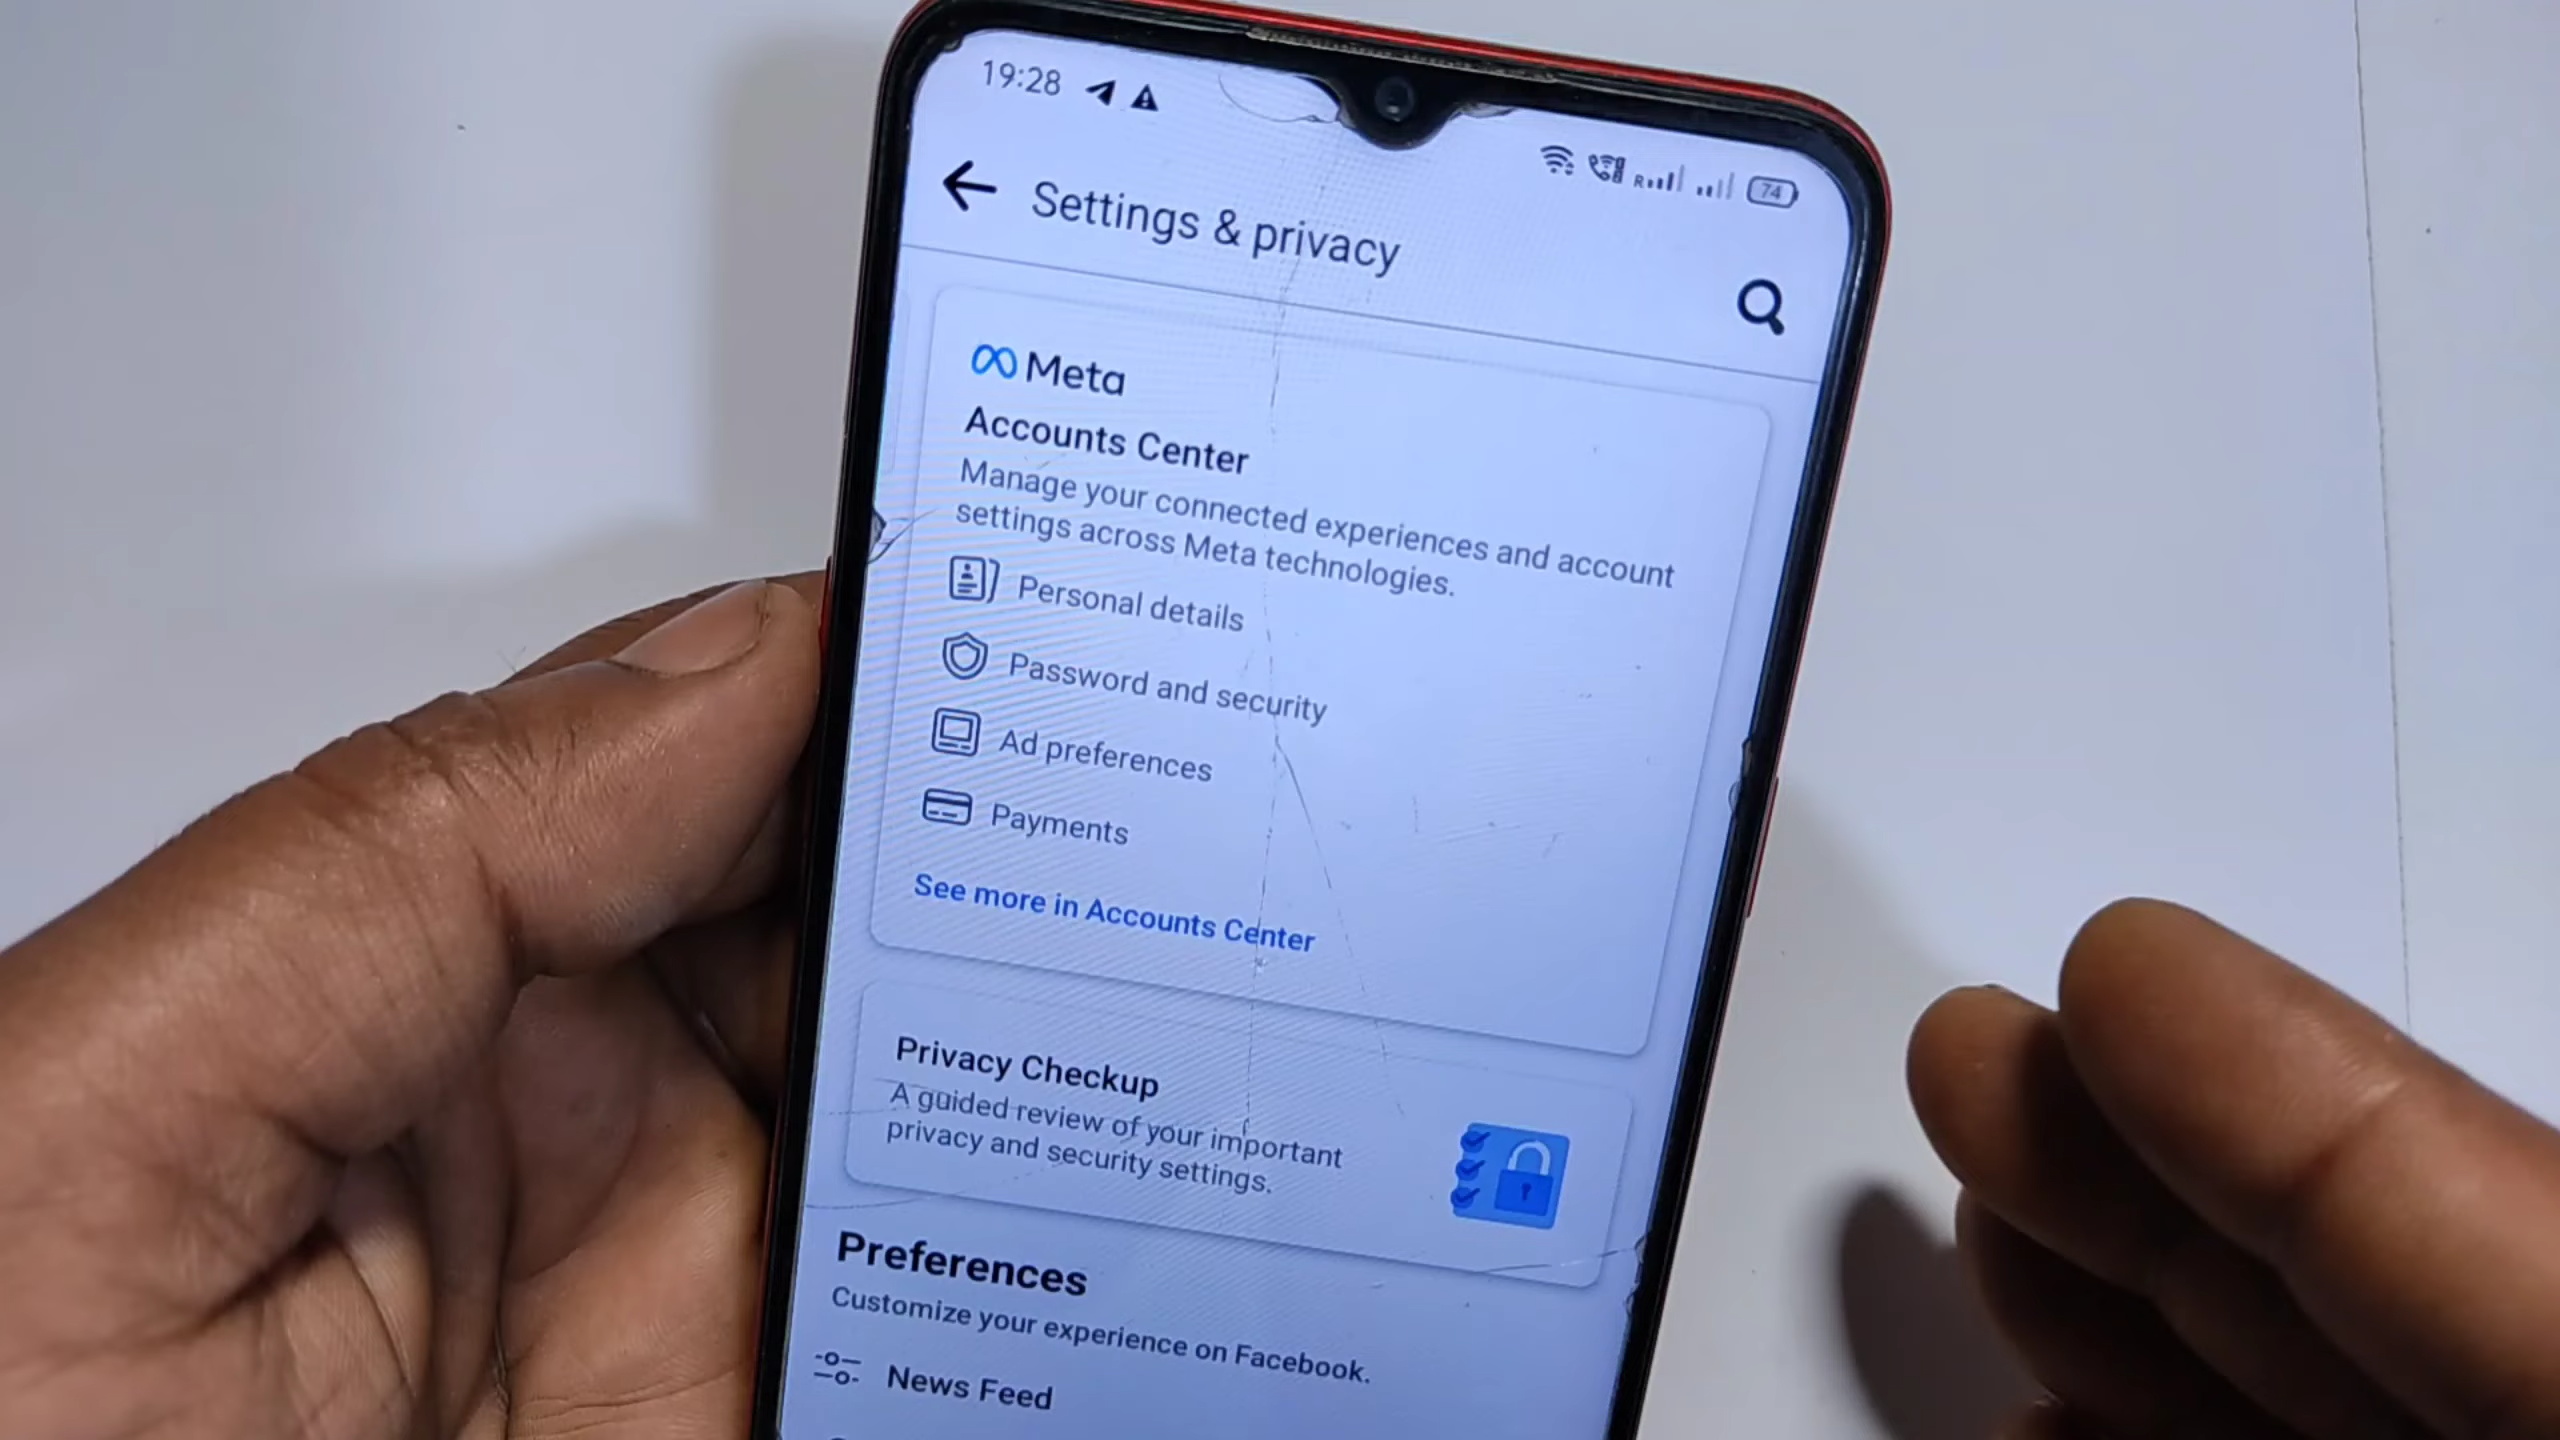 19:28
R
74
Settings & privacy
Meta
Accounts Center
Manage your connected experiences and account
settings across Meta technologies.
Personal details
Password and security
Ad preferences
Payments
See more in Accounts Center
Privacy Checkup
A guided review of your important
privacy and security settings.
Preferences
Customize your experience on Facebook.
News Feed